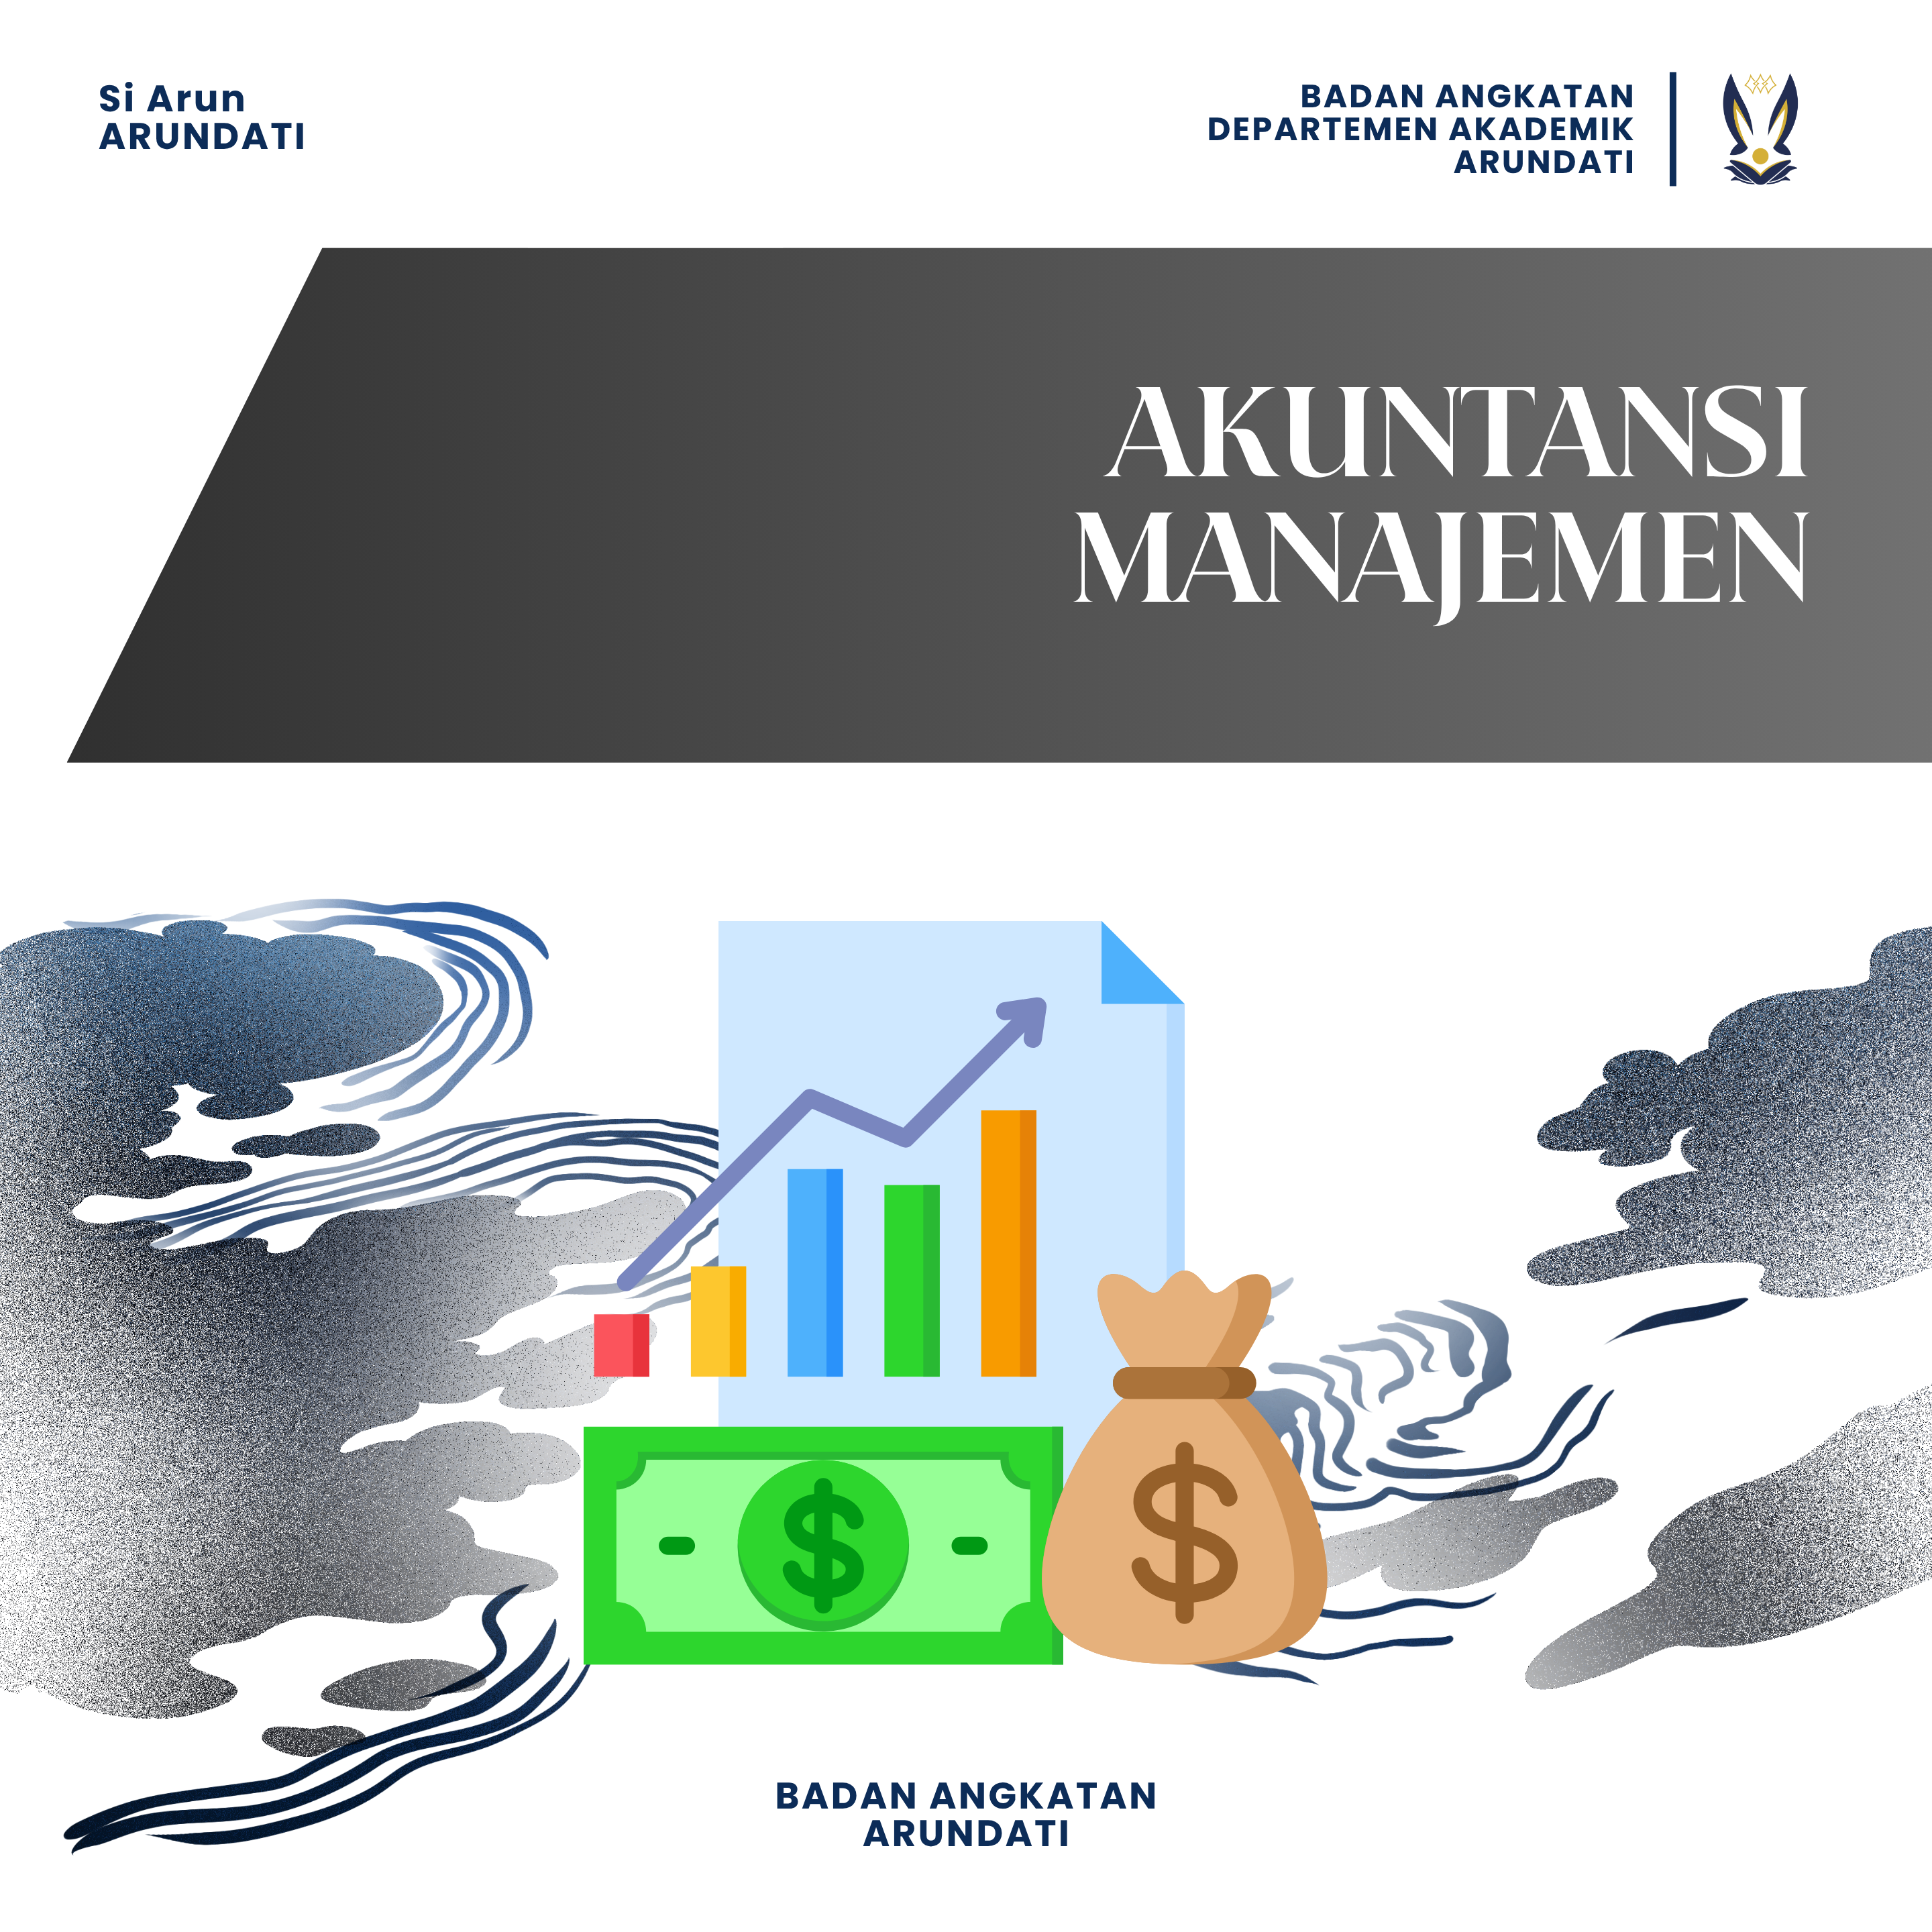 Si Arun
ARUNDATI
BADAN ANGKATAN
DEPARTEMEN AKADEMIK
ARUNDATI
AKUNTANSI
MANAJEMEN
$
$
BADAN ANGKATAN
ARUNDATI